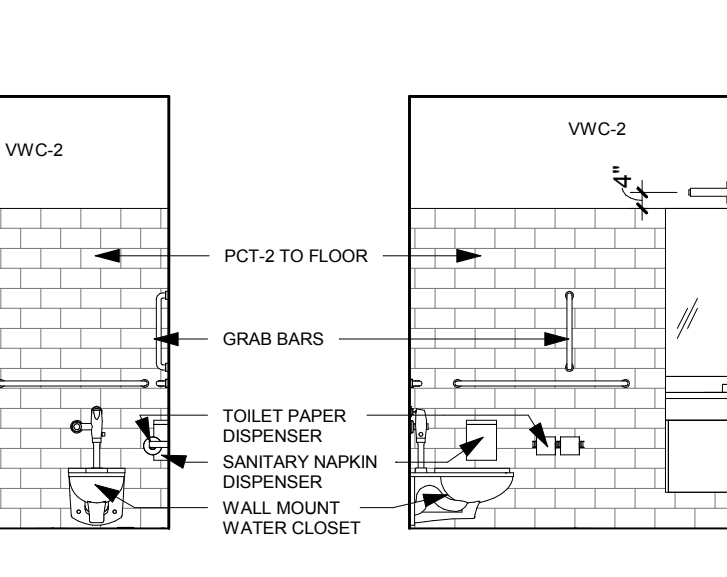 VWC-2
VWC-2
4"
PCT-2 TO FLOOR
GRAB BARS
TOILET PAPER
DISPENSER
SANITARY NAPKIN
DISPENSER
WALL MOUNT
WATER CLOSET